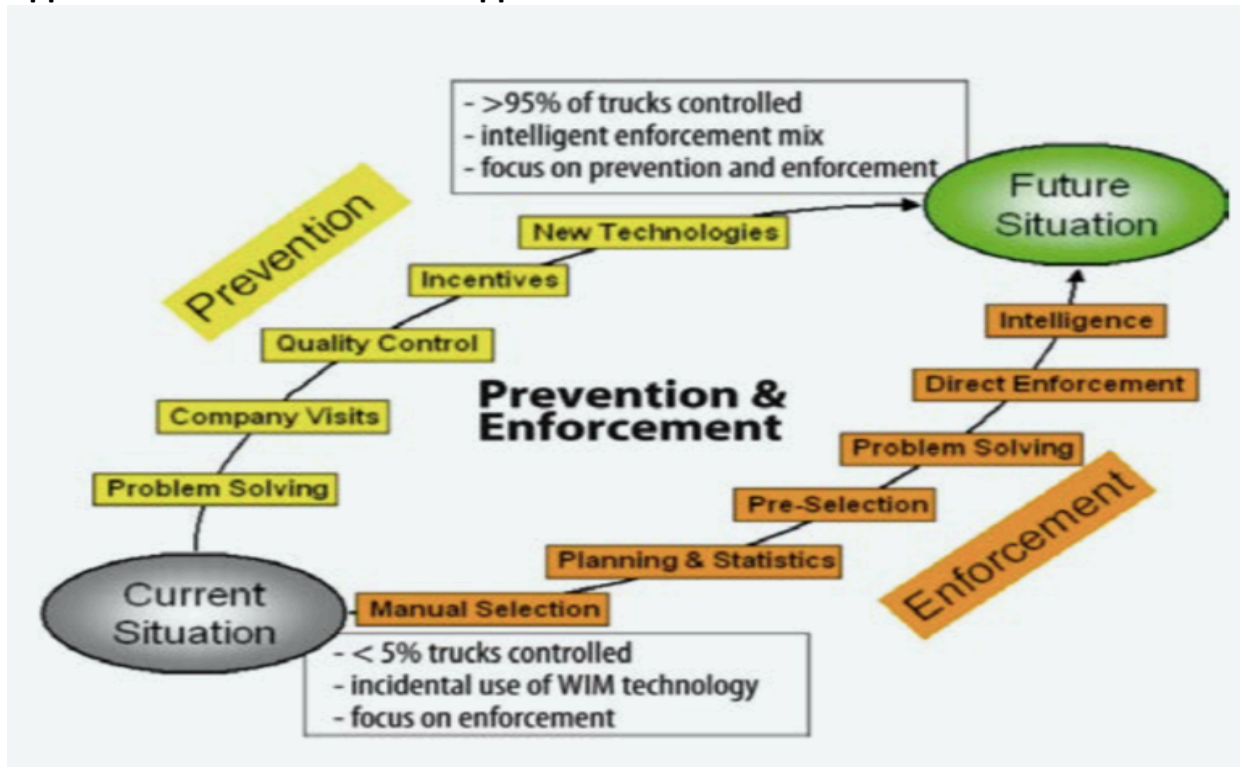 - >95% of trucks controlled
- intelligent enforcement mix
- focus on prevention and enforcement
Future
Situation
Prevention
New Technologies
Incentives
Quality Control
Company Visits
Problem Solving
Prevention &
Enforcement
Intelligence
Direct Enforcement
Problem Solving
Pre-Selection
Planning & Statistics
Manual Selection
Enforcement
Current
Situation
- < 5% trucks controlled
- incidental use of WIM technology
- focus on enforcement